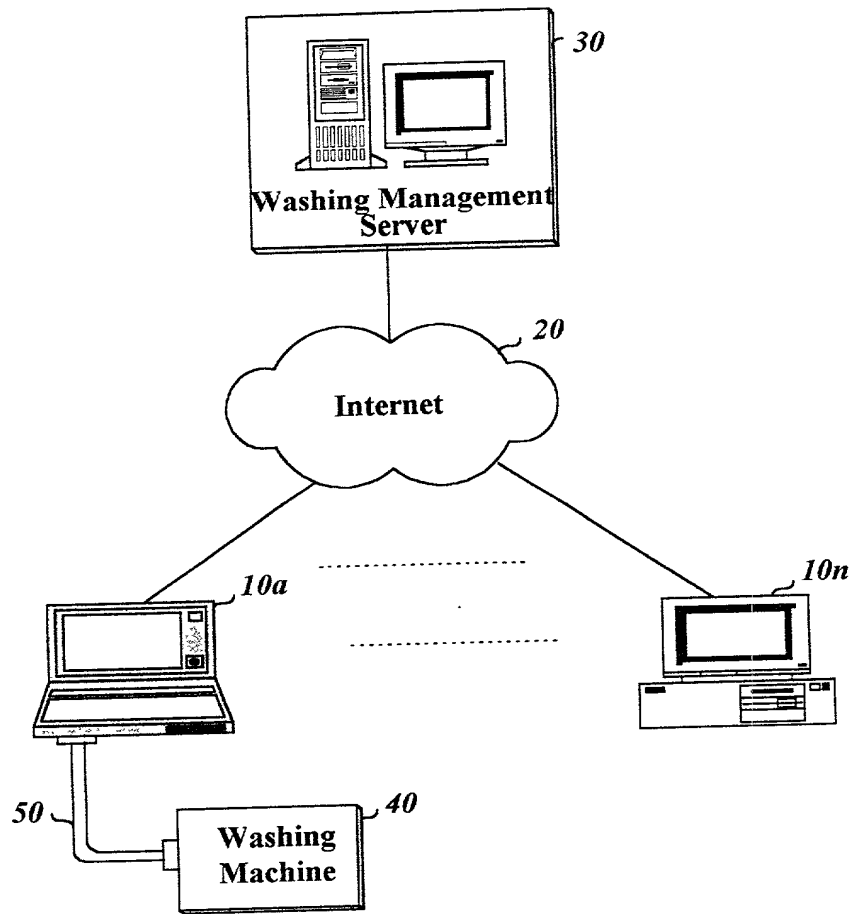 30
Washing Management
Server
20
Internet
10a
10n
50
40
Washing
Machine